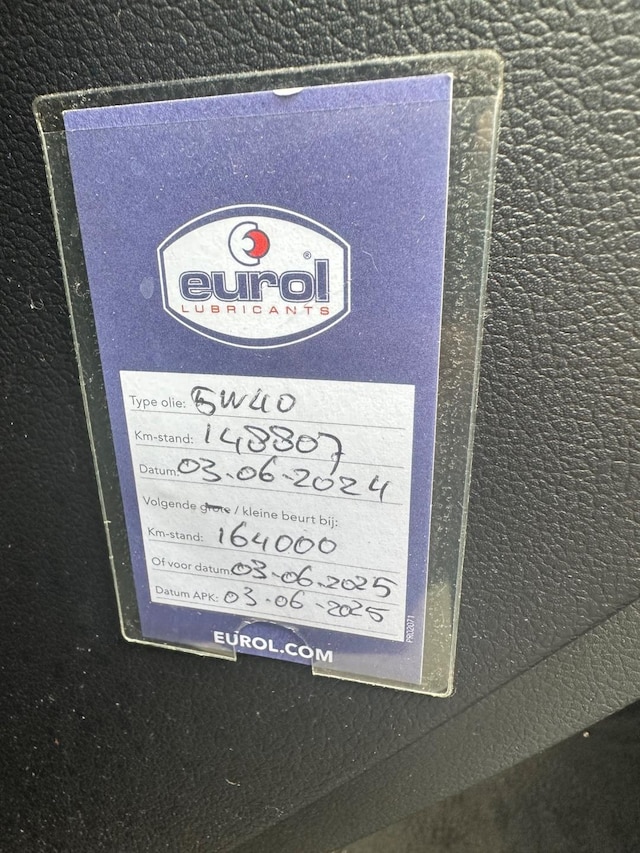 eurol®
LUBRICANTS
Type olie: 5W40
Km-stand: 148807
Datum: 03-06-2024
Volgende grote / kleine beurt bij:
Km-stand: 164000
Of voor datum: 03-06-2025
Datum APK: 03-06-2025
PR02071
EUROL.COM